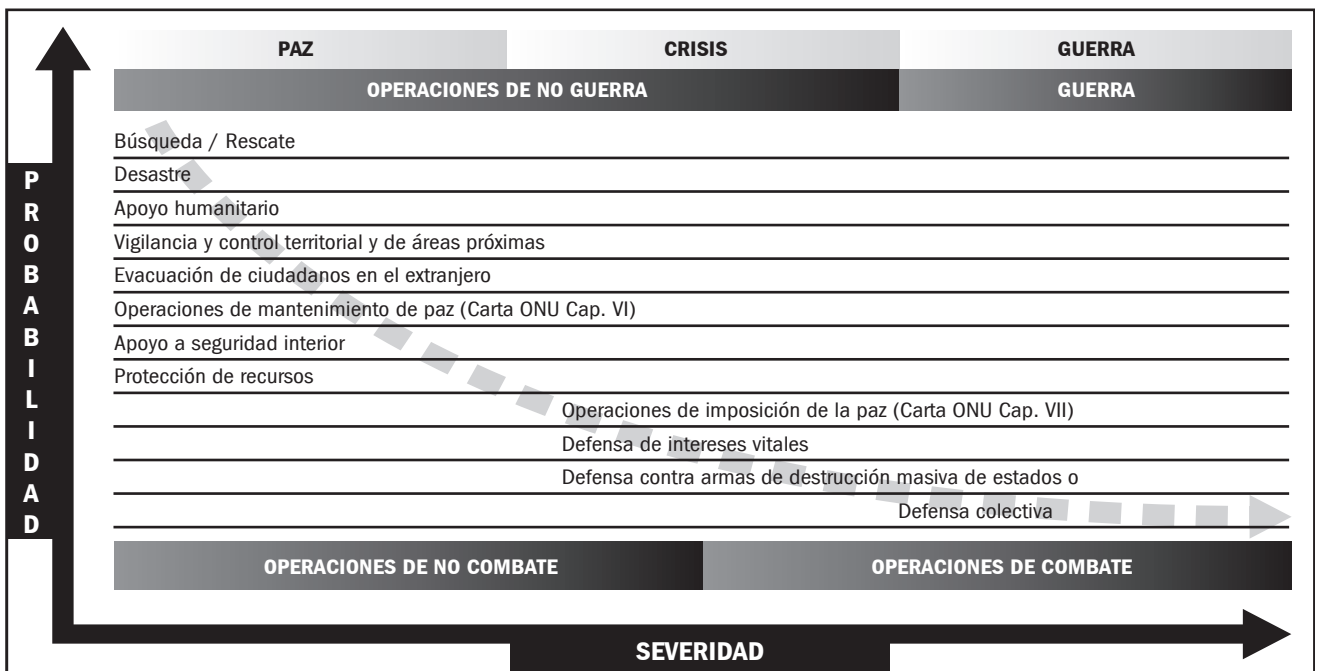 PAZ CRISIS GUERRA
OPERACIONES DE NO GUERRA GUERRA
PROBABILIDAD
Búsqueda / Rescate
Desastre
Apoyo humanitario
Vigilancia y control territorial y de áreas próximas
Evacuación de ciudadanos en el extranjero
Operaciones de mantenimiento de paz (Carta ONU Cap. VI)
Apoyo a seguridad interior
Protección de recursos
Operaciones de imposición de la paz (Carta ONU Cap. VII)
Defensa de intereses vitales
Defensa contra armas de destrucción masiva de estados o
Defensa colectiva
OPERACIONES DE NO COMBATE OPERACIONES DE COMBATE
SEVERIDAD